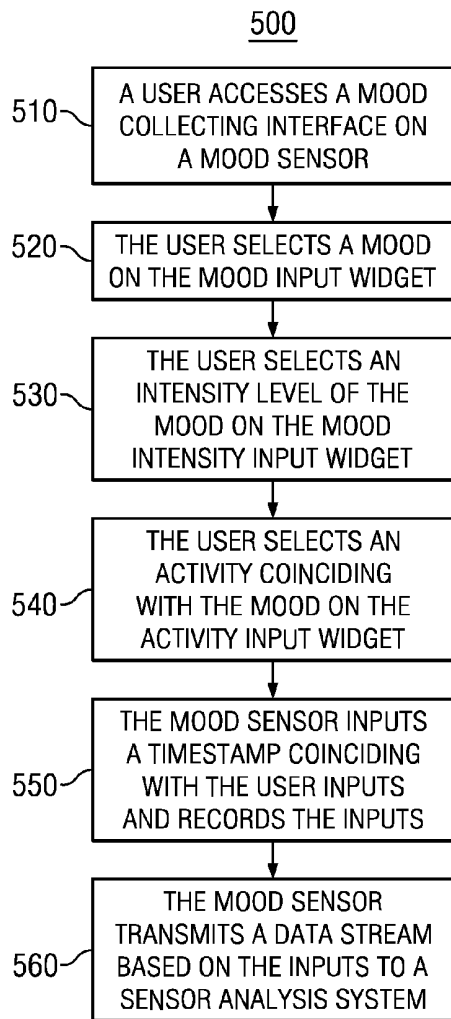 500
510
A USER ACCESSES A MOOD
COLLECTING INTERFACE ON
A MOOD SENSOR
520
THE USER SELECTS A MOOD
ON THE MOOD INPUT WIDGET
530
THE USER SELECTS AN
INTENSITY LEVEL OF THE
MOOD ON THE MOOD
INTENSITY INPUT WIDGET
540
THE USER SELECTS AN
ACTIVITY COINCIDING
WITH THE MOOD ON THE
ACTIVITY INPUT WIDGET
550
THE MOOD SENSOR INPUTS
A TIMESTAMP COINCIDING
WITH THE USER INPUTS
AND RECORDS THE INPUTS
560
THE MOOD SENSOR
TRANSMITS A DATA STREAM
BASED ON THE INPUTS TO A
SENSOR ANALYSIS SYSTEM